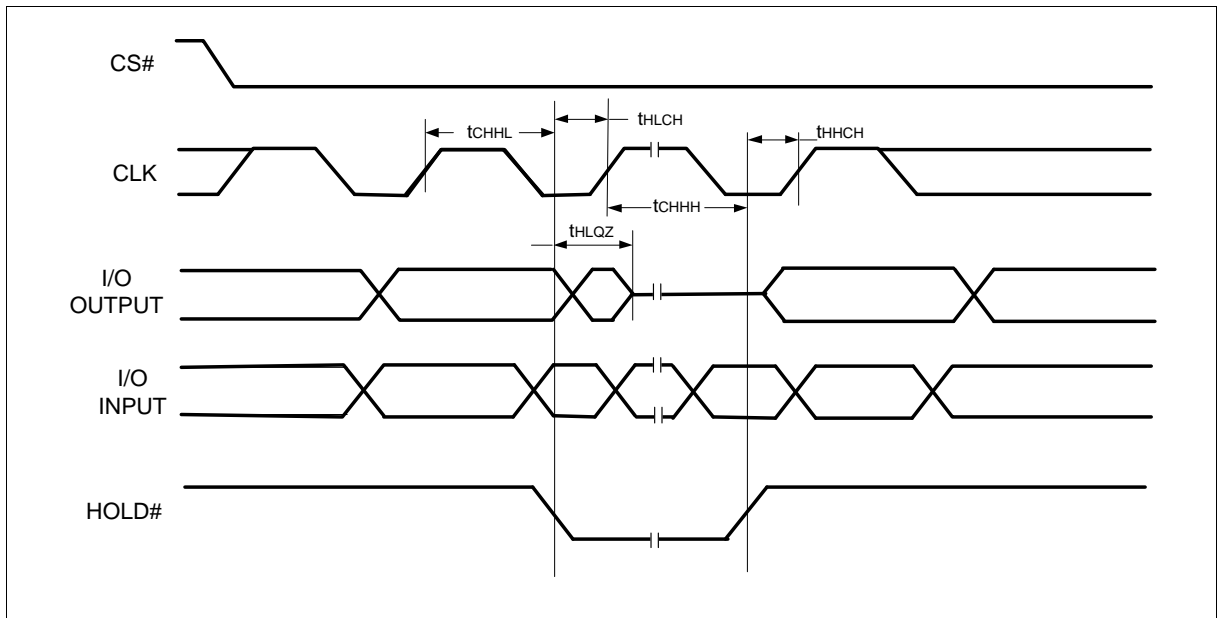 CS#
tCHHL
tHLCH
tHHCH
CLK
tCHHH
tHLQZ
I/O
OUTPUT
I/O
INPUT
HOLD#